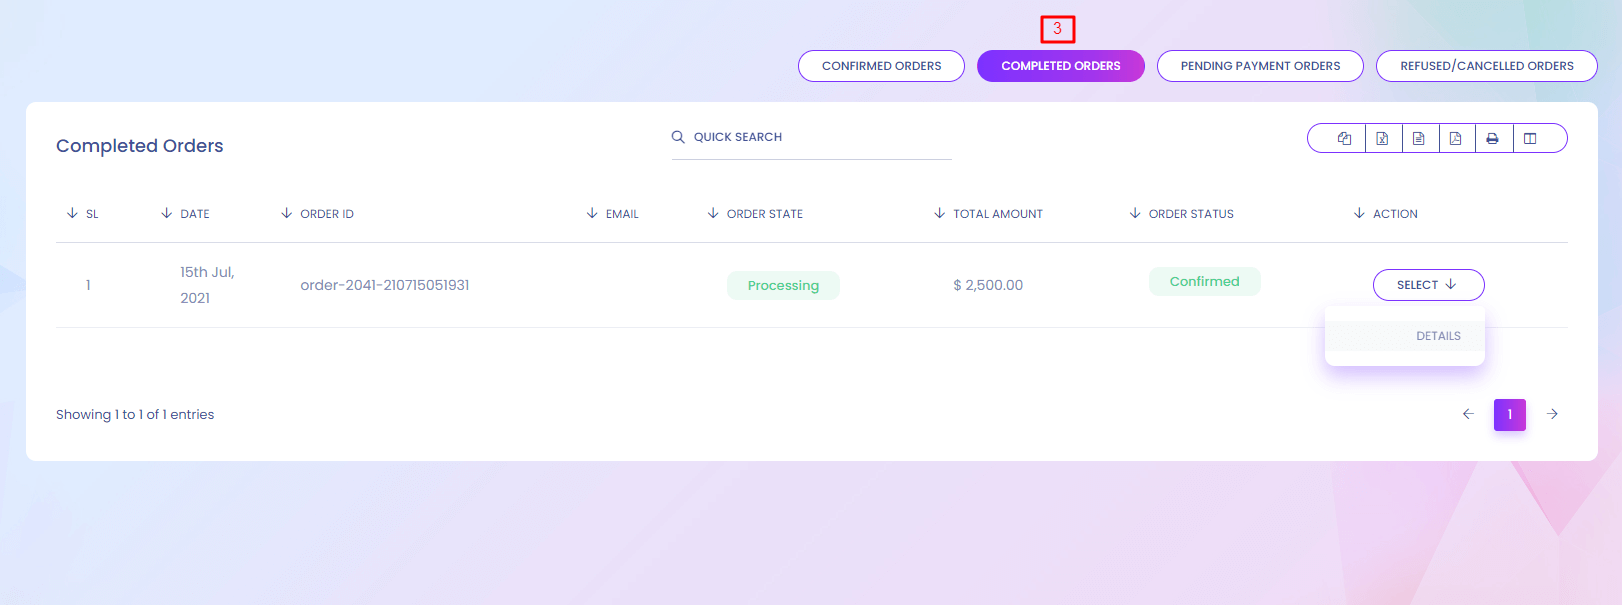 3
CONFIRMED ORDERS COMPLETED ORDERS PENDING PAYMENT ORDERS REFUSED/CANCELLED ORDERS
Completed Orders QUICK SEARCH
SL DATE ORDER ID EMAIL ORDER STATE TOTAL AMOUNT ORDER STATUS ACTION
1 15th Jul, 2021 order-2041-210715051931 Processing $ 2,500.00 Confirmed SELECT
DETAILS
Showing 1 to 1 of 1 entries 1